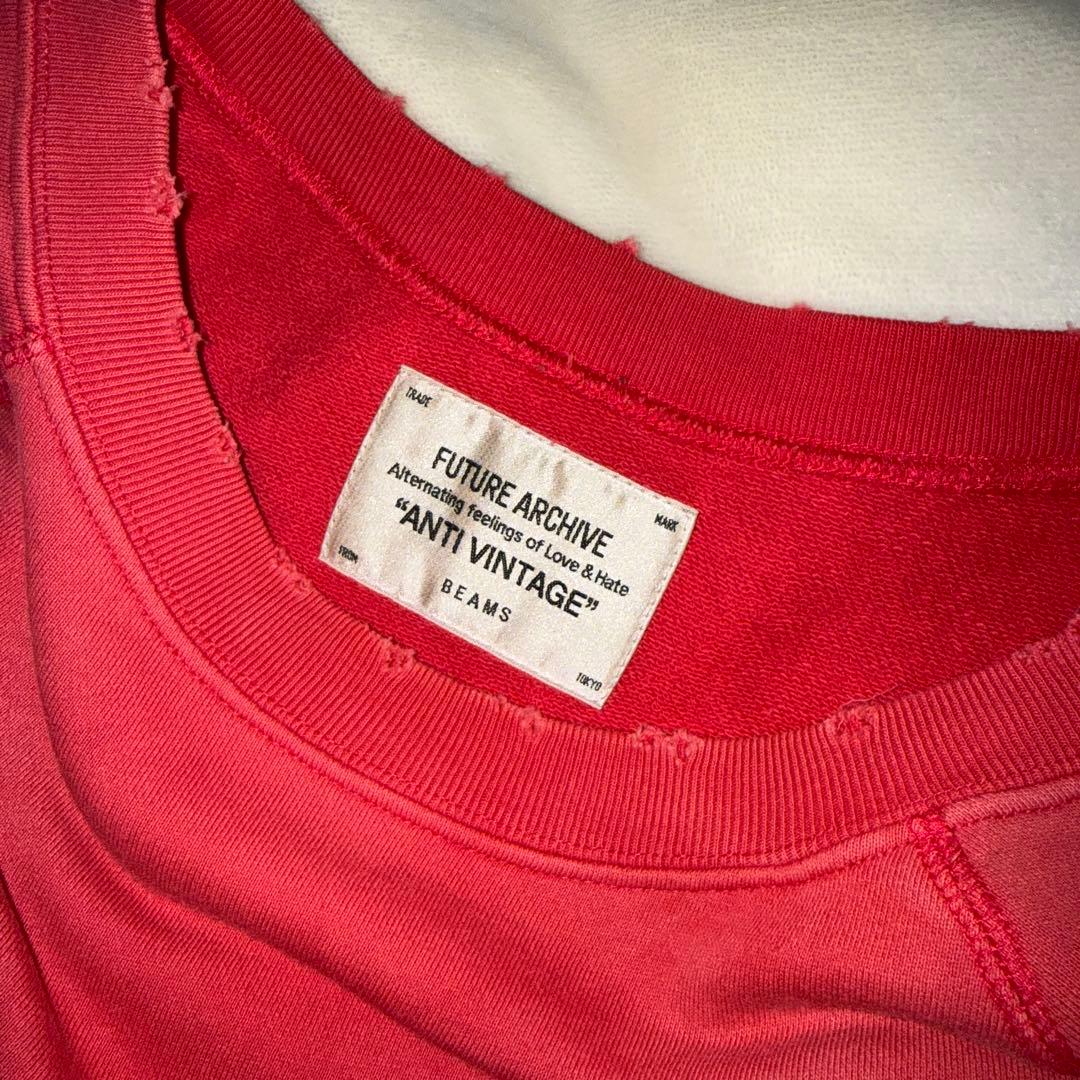 TRADE
MARK
FUTURE ARCHIVE
Alternating feelings of Love & Hate
“ANTI VINTAGE”
BEAMS
FROM
TOKYO